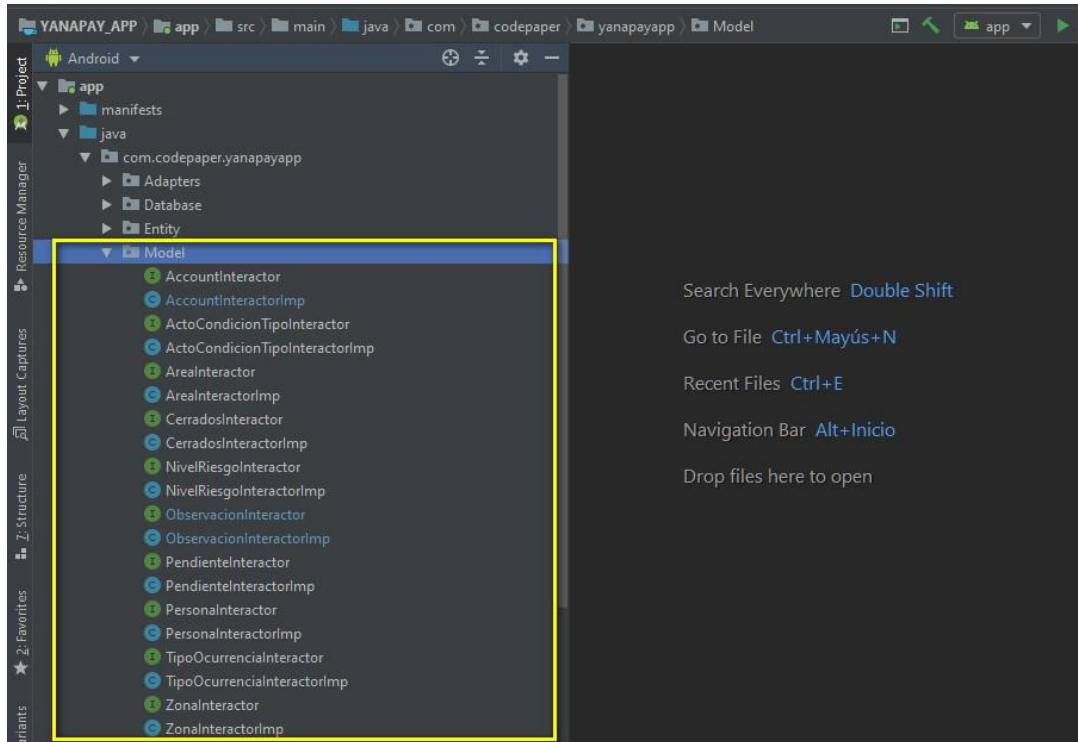 YANAPAY_APP app src main java com codepaper yanapayapp Model app
1: Project
Android
app
manifests
java
com.codepaper.yanapayapp
Adapters
Database
Entity
Model
AccountInteractor
AccountInteractorImp
ActoCondicionTipoInteractor
ActoCondicionTipoInteractorImp
AreaInteractor
AreaInteractorImp
CerradosInteractor
CerradosInteractorImp
NivelRiesgoInteractor
NivelRiesgoInteractorImp
ObservacionInteractor
ObservacionInteractorImp
PendienteInteractor
PendienteInteractorImp
PersonaInteractor
PersonaInteractorImp
TipoOcurrenciaInteractor
TipoOcurrenciaInteractorImp
ZonaInteractor
ZonaInteractorImp
Resource Manager
Layout Captures
7: Structure
2: Favorites
riants
Search Everywhere Double Shift
Go to File Ctrl+Mayús+N
Recent Files Ctrl+E
Navigation Bar Alt+Inicio
Drop files here to open